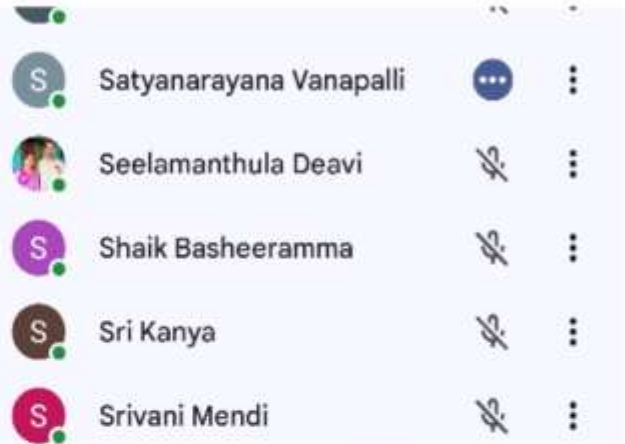 S Satyanarayana Vanapalli
Seelamanthula Deavi
S Shaik Basheeramma
S Sri Kanya
S Srivani Mendi